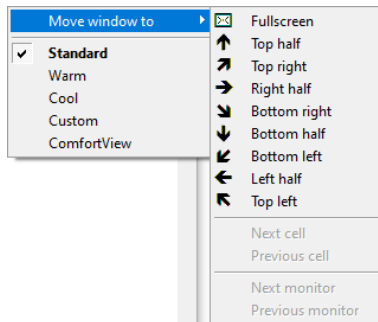 Move window to
Standard
Warm
Cool
Custom
ComfortView
Fullscreen
Top half
Top right
Right half
Bottom right
Bottom half
Bottom left
Left half
Top left
Next cell
Previous cell
Next monitor
Previous monitor